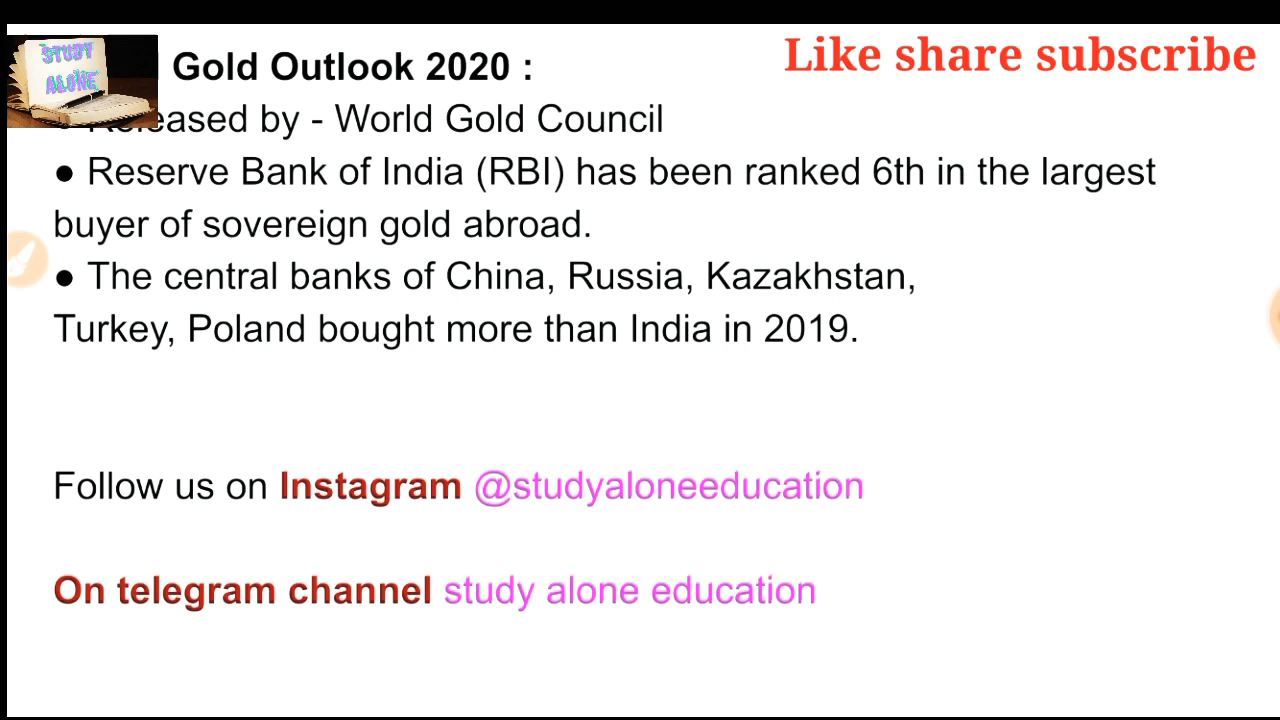 STUDY
ALONE
Gold Outlook 2020 :
Like share subscribe
● Released by - World Gold Council
● Reserve Bank of India (RBI) has been ranked 6th in the largest
buyer of sovereign gold abroad.
● The central banks of China, Russia, Kazakhstan,
Turkey, Poland bought more than India in 2019.
Follow us on Instagram @studyaloneeducation
On telegram channel study alone education